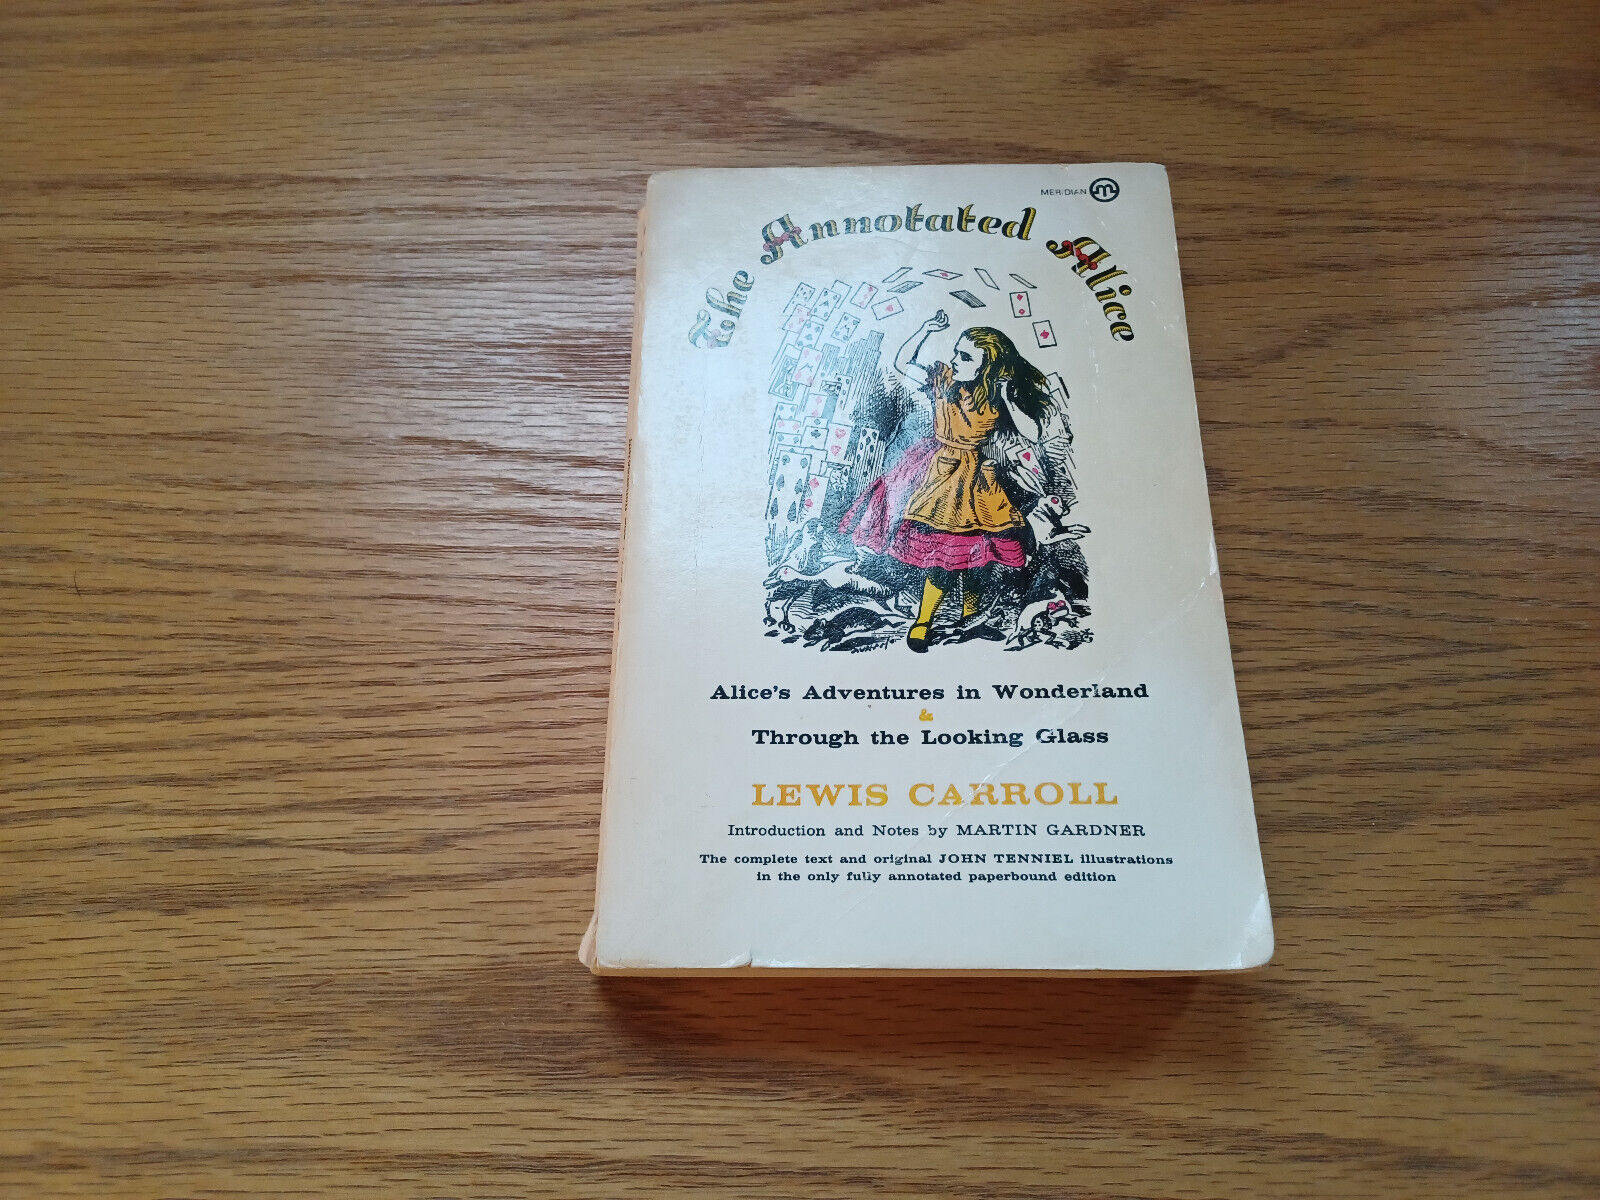 MERIDIAN
The Annotated Alice
Alice's Adventures in Wonderland
&
Through the Looking Glass
LEWIS CARROLL
Introduction and Notes by MARTIN GARDNER
The complete text and original JOHN TENNIEL illustrations
in the only fully annotated paperbound edition